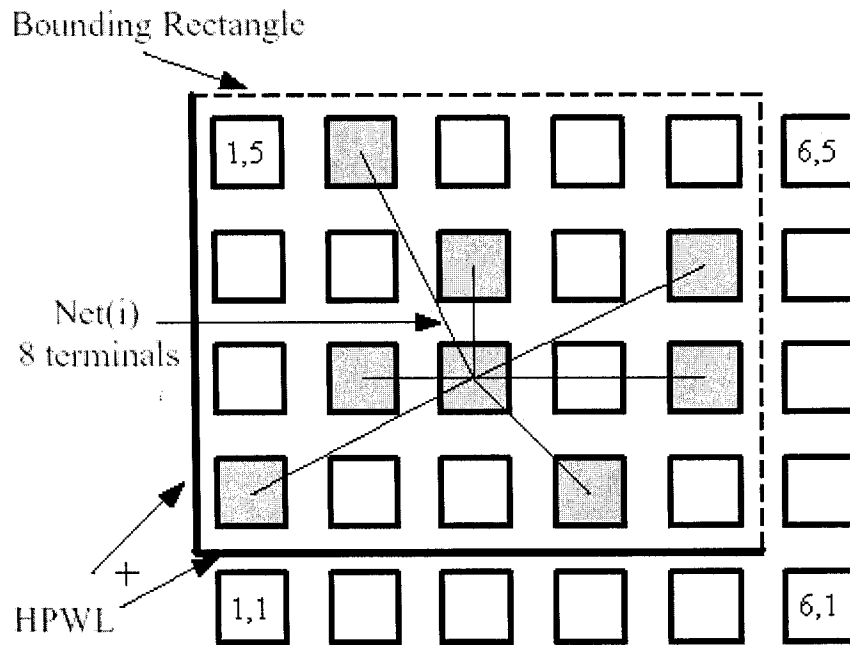 Bounding Rectangle
1,5
6,5
Net(i)
8 terminals
+
HPWL
1,1
6,1